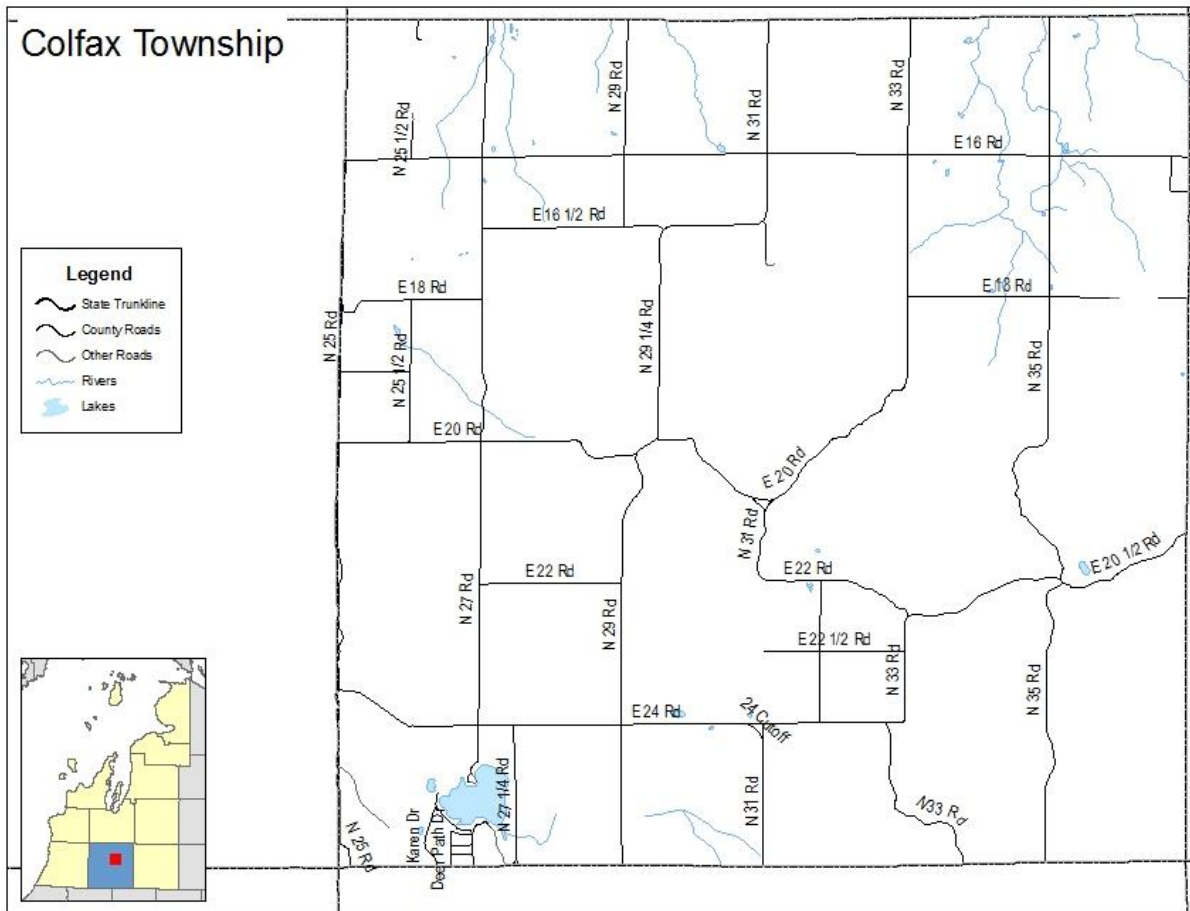 Colfax Township
N 25 1/2 Rd
N 29 Rd
N 31 Rd
N 33 Rd
E 16 Rd
E 16 1/2 Rd
Legend
State Trunkline
County Roads
Other Roads
Rivers
Lakes
E 18 Rd
E 18 Rd
N 25 Rd
N 25 1/2 Rd
N 29 1/4 Rd
N 35 Rd
E 20 Rd
E 20 Rd
N 31 Rd
E 20 1/2 Rd
E 22 Rd
E 22 Rd
N 27 Rd
N 29 Rd
E 22 1/2 Rd
N 33 Rd
N 35 Rd
E 24 Rd
24 Cutoff
N 27 1/4 Rd
N 31 Rd
N33 Rd
N 25 Rd
Karen Dr
Deer Path Dr